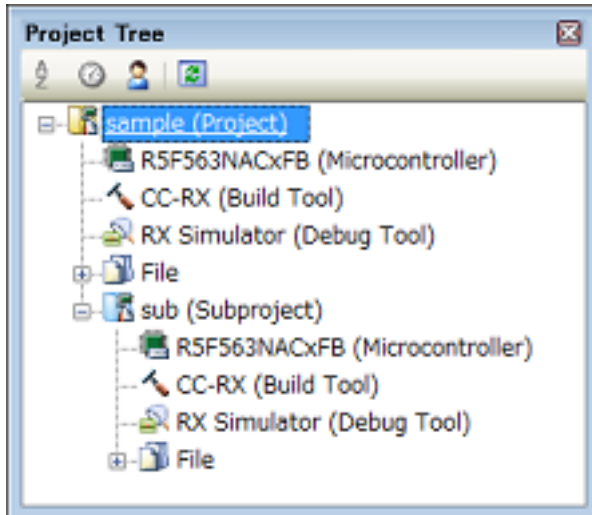 Project Tree
sample (Project)
R5F563NACxFB (Microcontroller)
CC-RX (Build Tool)
RX Simulator (Debug Tool)
File
sub (Subproject)
R5F563NACxFB (Microcontroller)
CC-RX (Build Tool)
RX Simulator (Debug Tool)
File